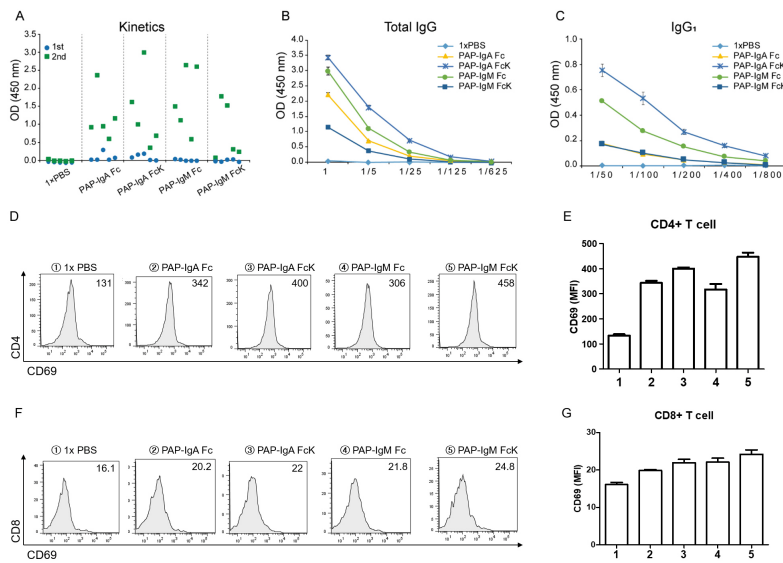 A
Kinetics
1st
2nd
OD (450 nm)
3.5
3.0
2.5
2.0
1.5
1.0
0.5
0.0
1*PBS
PAP-IgA Fc
PAP-IgA FcK
PAP-IgM Fc
PAP-IgM FcK
B
Total IgG
1xPBS
PAP-IgA Fc
PAP-IgA FcK
PAP-IgM Fc
PAP-IgM FcK
OD (450 nm)
4.0
3.5
3.0
2.5
2.0
1.5
1.0
0.5
0.0
1 1/5 1/25 1/125 1/625
C
IgG₁
1xPBS
PAP-IgA Fc
PAP-IgA FcK
PAP-IgM Fc
PAP-IgM FcK
OD (450 nm)
1.0
0.8
0.6
0.4
0.2
0.0
1/50 1/100 1/200 1/400 1/800
D
① 1x PBS ② PAP-IgA Fc ③ PAP-IgA FcK ④ PAP-IgM Fc ⑤ PAP-IgM FcK
131 342 400 306 458
CD4
CD69
E
CD4+ T cell
CD69 (MFI)
500
400
300
200
100
0
1 2 3 4 5
F
① 1x PBS ② PAP-IgA Fc ③ PAP-IgA FcK ④ PAP-IgM Fc ⑤ PAP-IgM FcK
16.1 20.2 22 21.8 24.8
CD8
CD69
G
CD8+ T cell
CD69 (MFI)
30
20
10
0
1 2 3 4 5